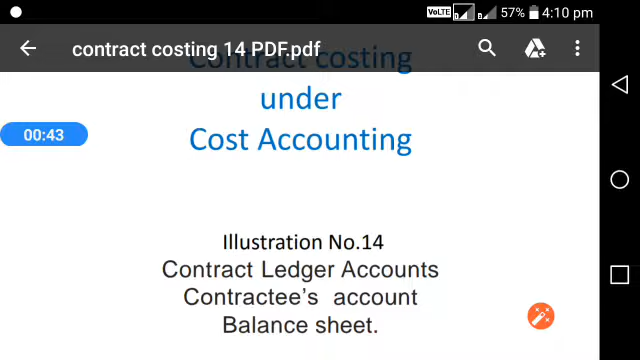 VoLTE 57% 4:10 pm
contract costing 14 PDF.pdf
Contract costing
under
00:43
Cost Accounting
Illustration No.14
Contract Ledger Accounts
Contractee's account
Balance sheet.